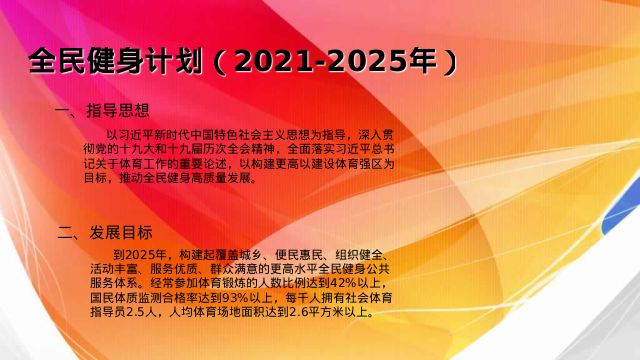 全民健身计划（2021-2025年）
一、指导思想
以习近平新时代中国特色社会主义思想为指导，深入贯
彻党的十九大和十九届历次全会精神，全面落实习近平总书
记关于体育工作的重要论述，以构建更高以建设体育强区为
目标，推动全民健身高质量发展。
二、发展目标
到2025年，构建起覆盖城乡、便民惠民、组织健全、
活动丰富、服务优质、群众满意的更高水平全民健身公共
服务体系。经常参加体育锻炼的人数比例达到42%以上，
国民体质监测合格率达到93%以上，每千人拥有社会体育
指导员2.5人，人均体育场地面积达到2.6平方米以上。